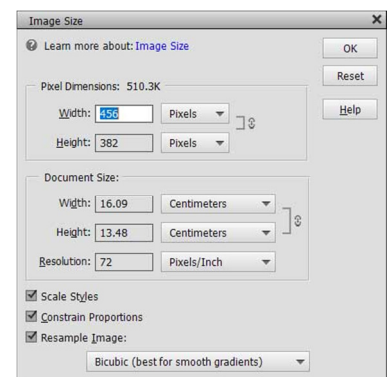 Image Size
Learn more about: Image Size
OK
Reset
Help
Pixel Dimensions: 510.3K
Width: 456 Pixels
Height: 382 Pixels
Document Size:
Width: 16.09 Centimeters
Height: 13.48 Centimeters
Resolution: 72 Pixels/Inch
Scale Styles
Constrain Proportions
Resample Image:
Bicubic (best for smooth gradients)